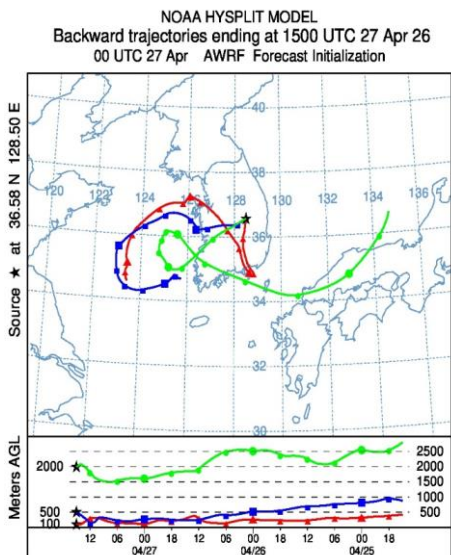 NOAA HYSPLIT MODEL
Backward trajectories ending at 1500 UTC 27 Apr 26
00 UTC 27 Apr AWRF Forecast Initialization
Source ★ at 36.58 N 128.50 E
40
38
120 122 124 126 128 130 132 134 136
36
34
32
30
Meters AGL
2000
500
100
2500
2000
1500
1000
500
12 06 00 18 12 06 00 18 12 06 00 18
04/27 04/26 04/25